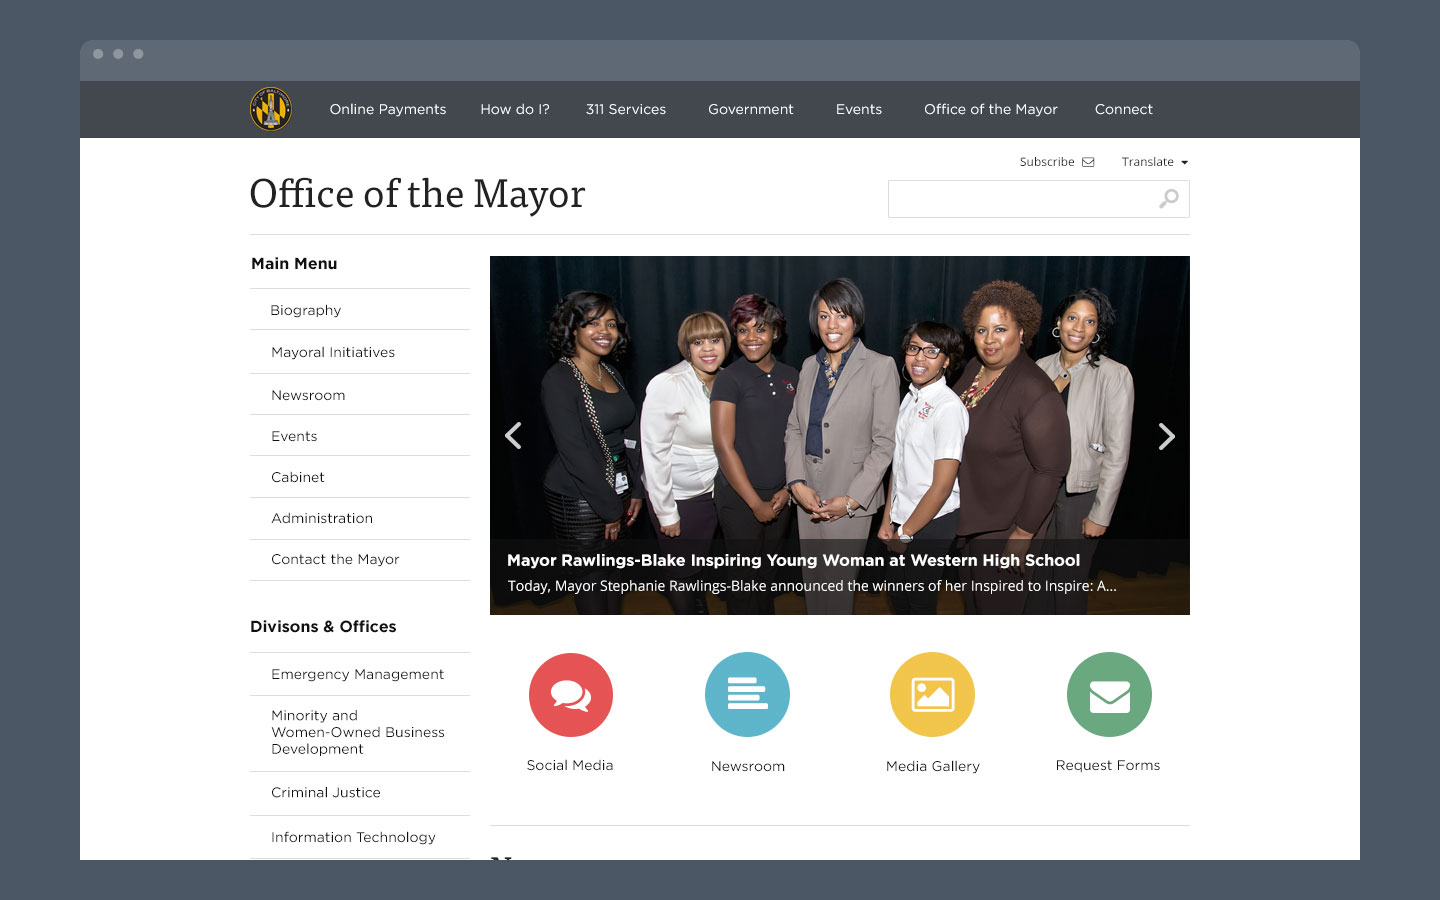 Online Payments How do I? 311 Services Government Events Office of the Mayor Connect
Subscribe Translate
Office of the Mayor
Main Menu
Biography
Mayoral Initiatives
Newsroom
Events
Cabinet
Administration
Contact the Mayor
Divisons & Offices
Emergency Management
Minority and
Women-Owned Business
Development
Criminal Justice
Information Technology
Mayor Rawlings-Blake Inspiring Young Woman at Western High School
Today, Mayor Stephanie Rawlings-Blake announced the winners of her Inspired to Inspire: A...
Social Media Newsroom Media Gallery Request Forms